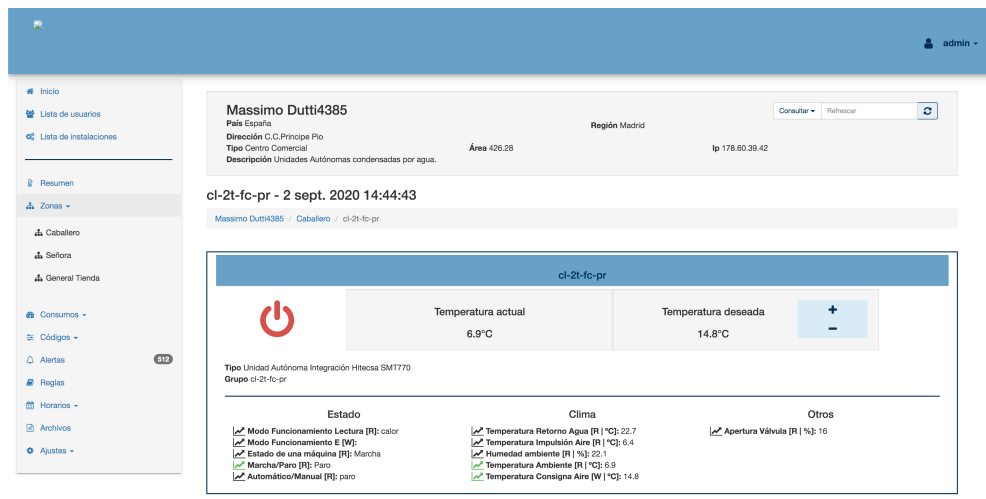 admin
Inicio
Lista de usuarios
Lista de instalaciones
Resumen
Zonas
Caballero
Señora
General Tienda
Consumos
Códigos
Alertas 512
Reglas
Horarios
Archivos
Ajustes
Massimo Dutti4385
Consultar Refrescar
País España Región Madrid
Dirección C.C.Principe Pio
Tipo Centro Comercial Área 426.28 Ip 178.60.39.42
Descripción Unidades Autónomas condensadas por agua.
cl-2t-fc-pr - 2 sept. 2020 14:44:43
Massimo Dutti4385 / Caballero / cl-2t-fc-pr
cl-2t-fc-pr
Temperatura actual
6.9°C
Temperatura deseada
14.8°C
+
-
Tipo Unidad Autónoma Integración Hitecsa SMT770
Grupo cl-2t-fc-pr
Estado
Modo Funcionamiento Lectura [R]: calor
Modo Funcionamiento E [W]:
Estado de una máquina [R]: Marcha
Marcha/Paro [R]: Paro
Automático/Manual [R]: paro
Clima
Temperatura Retorno Agua [R | ºC]: 22.7
Temperatura Impulsión Aire [R | ºC]: 6.4
Humedad ambiente [R | %]: 22.1
Temperatura Ambiente [R | ºC]: 6.9
Temperatura Consigna Aire [W | ºC]: 14.8
Otros
Apertura Válvula [R | %]: 16